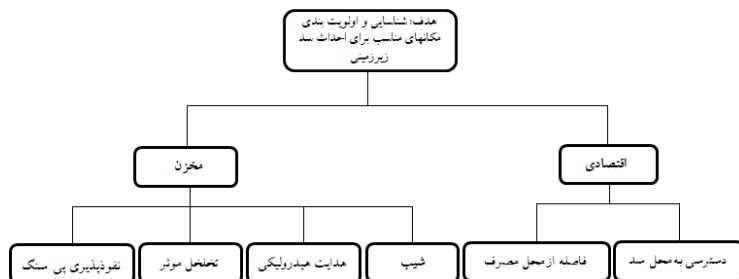 هدف: شناسایی و اولویت بندی
مکانهای مناسب برای احداث سد
زیرزمینی
اقتصادی
مخزن
دسترسی به محل سد
فاصله از محل مصرف
شیب
هدایت هیدرولیکی
تخلخل موثر
نفوذپذیری پی سنگ